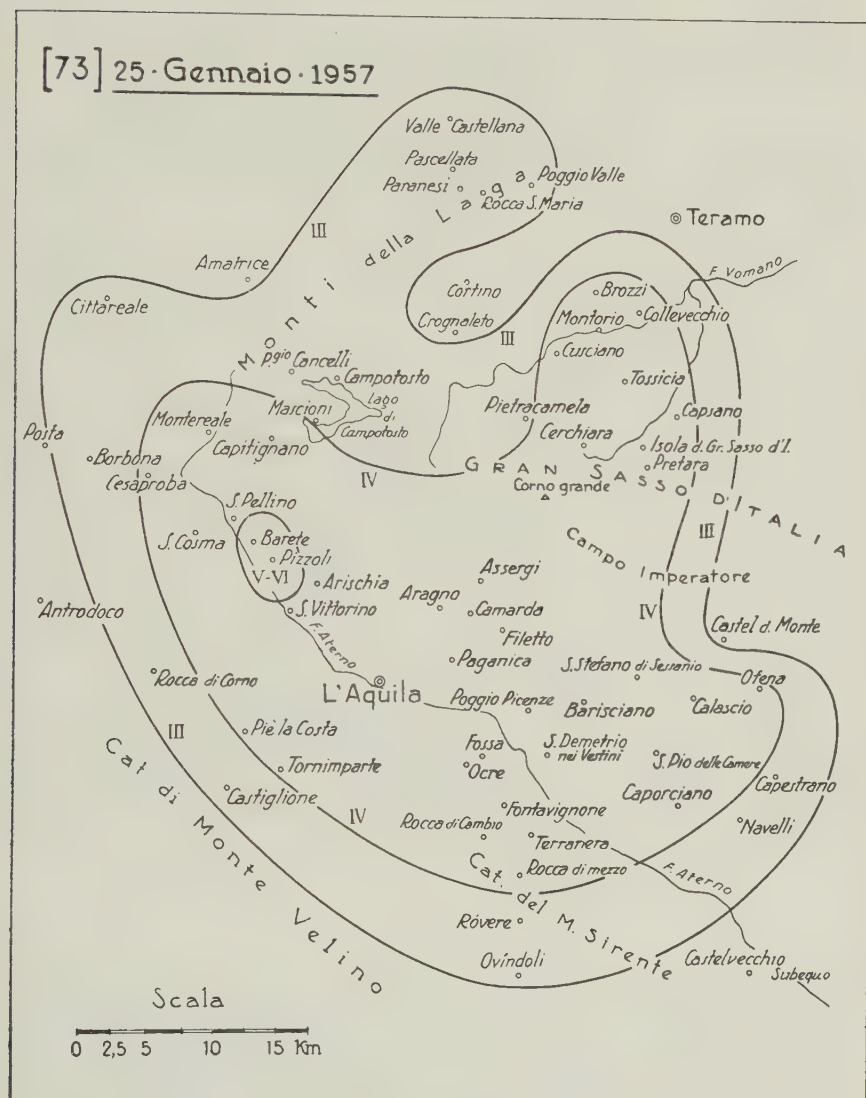 [73] 25·Gennaio·1957
Valle Castellana
Pascellata
Paranesi
Poggio Valle
Rocca S. Maria
Monti della Laga
III
Teramo
Amatrice
F. Vomano
Cittareale
Cortino
Brozzi
Crognaleto
Montorio
Collevecchio
III
P.gio Cancelli
Cusciano
Campotosto
Tossicia
Lago
di
Campotosto
Mascioni
Montereale
Pietracamela
Capsano
Posta
Capitignano
Cerchiara
Isola d. Gr. Sasso d'I.
Borbona
Pretara
Cesaproba
IV
GRAN SASSO D'ITALIA
Corno grande
S. Pellino
S. Cosma
Barete
Pizzoli
V-VI
III
Campo Imperatore
Assergi
Arischia
Aragno
Antrodoco
S. Vittorino
Camarda
IV
F. Aterno
Filetto
Castel d. Monte
Paganica
S. Stefano di Sessanio
Rocca di Corno
Ofena
L'Aquila
Poggio Picenze
Barisciano
Calascio
III
Piè la Costa
Fossa
S. Demetrio
nei Vestini
S. Pio delle Camere
Tornimparte
Ocre
Capestrano
Castiglione
Caporciano
IV
Fontavignone
Navelli
Rocca di Cambio
Terranera
Cat. di Monte Velino
Rocca di mezzo
F. Aterno
Cat. del M. Sirente
Róvere
Ovíndoli
Castelvecchio
Subequo
Scala
0 2,5 5 10 15 Km